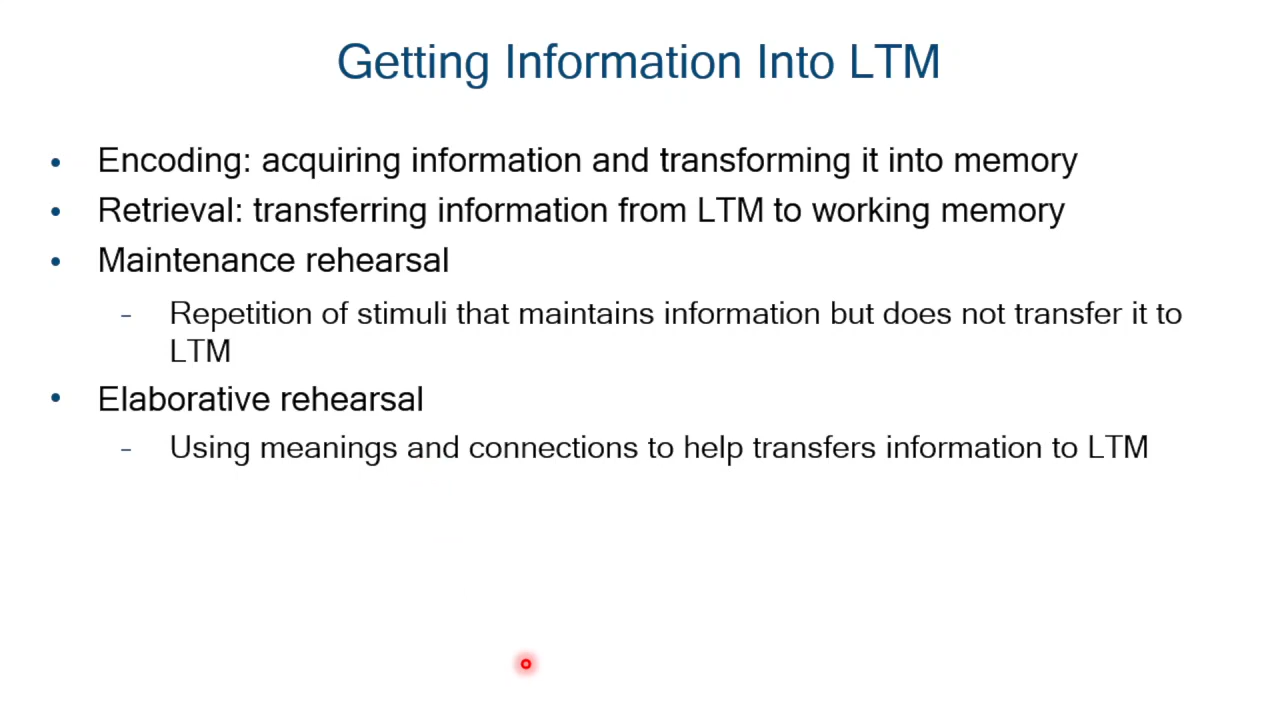 Getting Information Into LTM
• Encoding: acquiring information and transforming it into memory
• Retrieval: transferring information from LTM to working memory
• Maintenance rehearsal
- Repetition of stimuli that maintains information but does not transfer it to
LTM
• Elaborative rehearsal
- Using meanings and connections to help transfers information to LTM